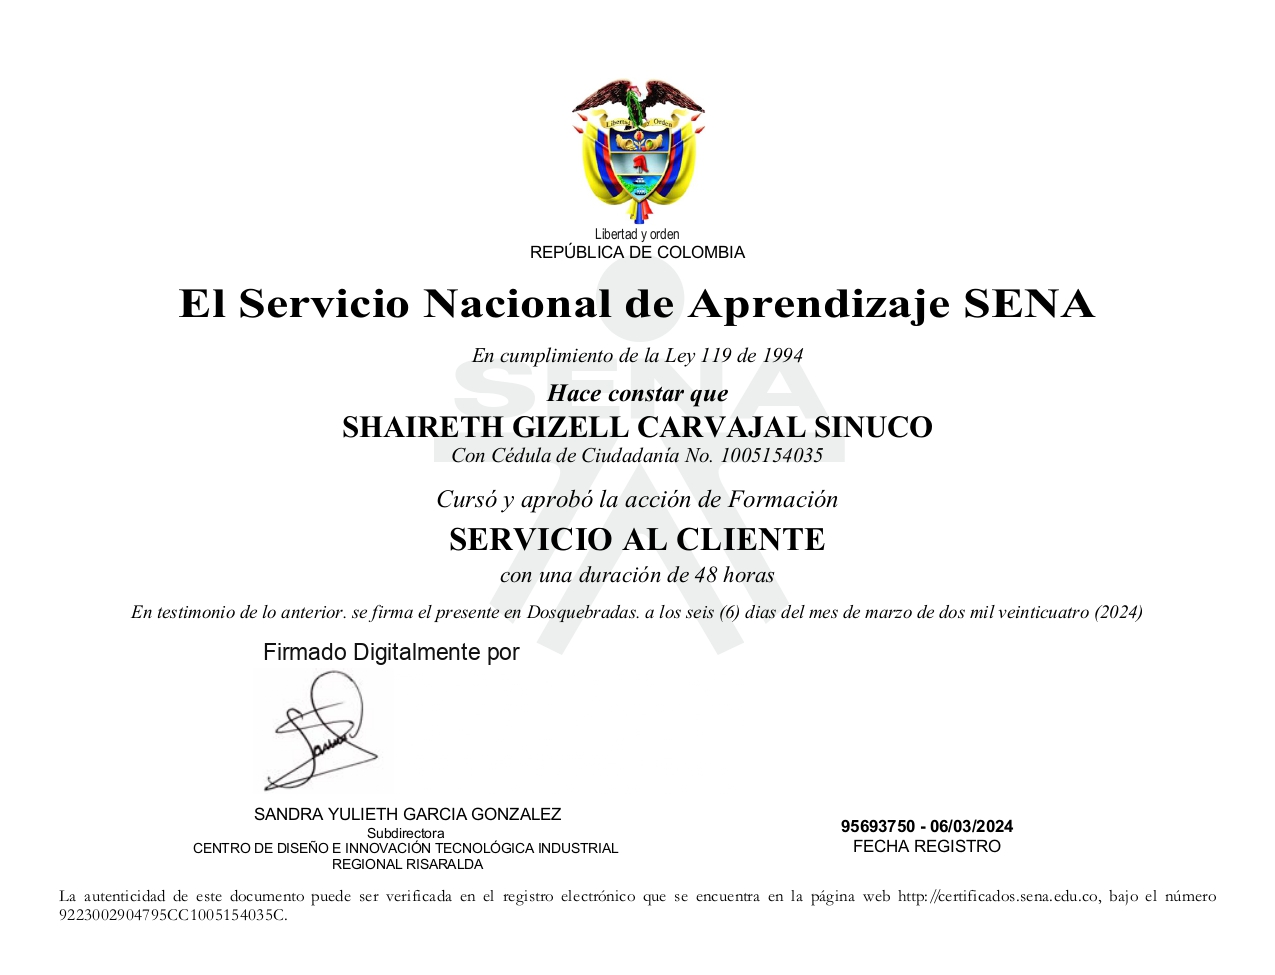 Libertad y Orden
Libertad y orden
REPÚBLICA DE COLOMBIA
El Servicio Nacional de Aprendizaje SENA
En cumplimiento de la Ley 119 de 1994
SENA
Hace constar que
SHAIRETH GIZELL CARVAJAL SINUCO
Con Cédula de Ciudadanía No. 1005154035
Cursó y aprobó la acción de Formación
SERVICIO AL CLIENTE
con una duración de 48 horas
En testimonio de lo anterior. se firma el presente en Dosquebradas. a los seis (6) dias del mes de marzo de dos mil veinticuatro (2024)
Firmado Digitalmente por
SANDRA YULIETH GARCIA GONZALEZ
Subdirectora
CENTRO DE DISEÑO E INNOVACIÓN TECNOLÓGICA INDUSTRIAL
REGIONAL RISARALDA
95693750 - 06/03/2024
FECHA REGISTRO
La autenticidad de este documento puede ser verificada en el registro electrónico que se encuentra en la página web http://certificados.sena.edu.co, bajo el número
9223002904795CC1005154035C.